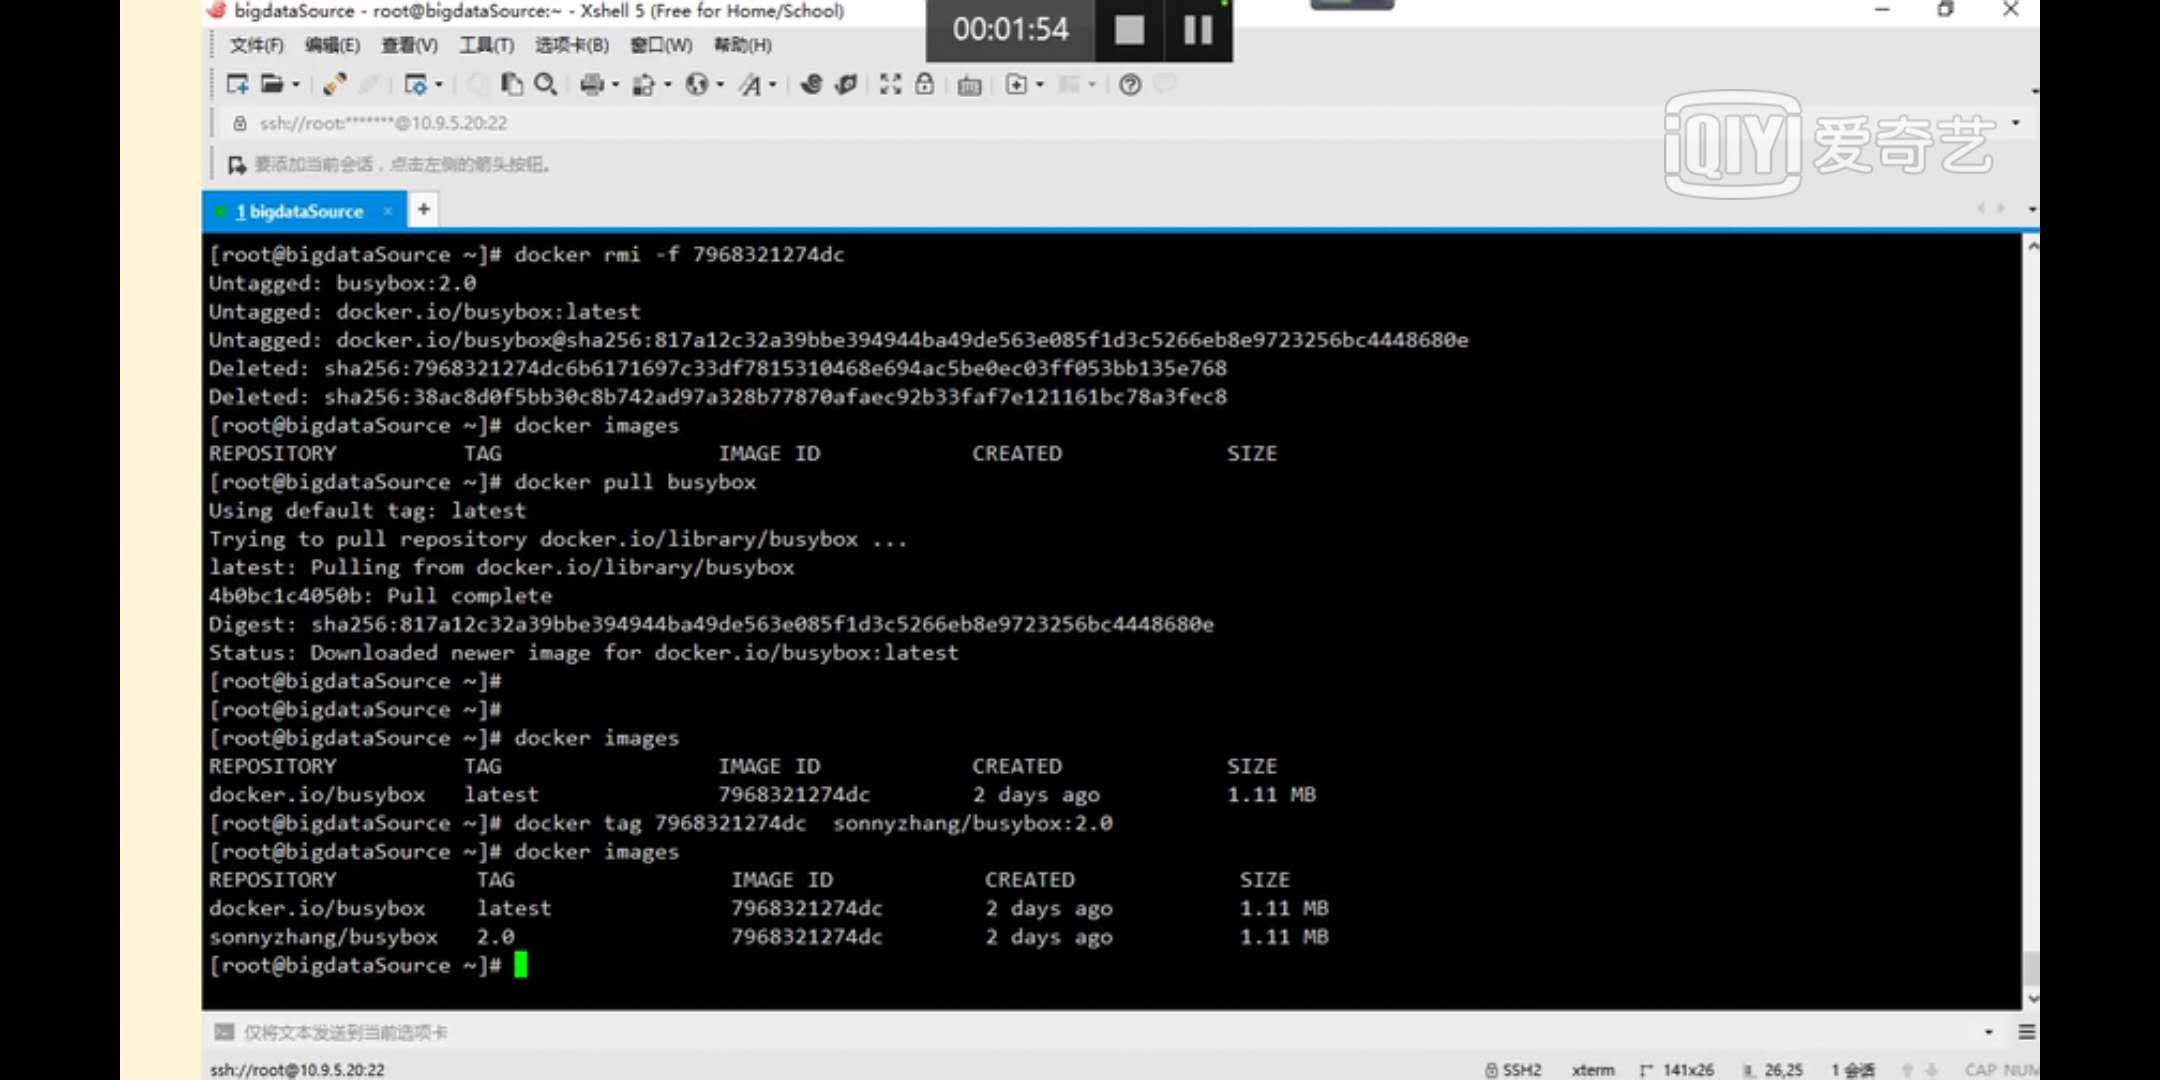 bigdataSource - root@bigdataSource:~ - Xshell 5 (Free for Home/School)
00:01:54
文件(F) 编辑(E) 查看(V) 工具(T) 选项卡(B) 窗口(W) 帮助(H)
ssh://root:*******@10.9.5.20:22
iQIYI 爱奇艺
要添加当前会话，点击左侧的箭头按钮。
1 bigdataSource × +
[root@bigdataSource ~]# docker rmi -f 7968321274dc
Untagged: busybox:2.0
Untagged: docker.io/busybox:latest
Untagged: docker.io/busybox@sha256:817a12c32a39bbe394944ba49de563e085f1d3c5266eb8e9723256bc4448680e
Deleted: sha256:7968321274dc6b6171697c33df7815310468e694ac5be0ec03ff053bb135e768
Deleted: sha256:38ac8d0f5bb30c8b742ad97a328b77870afaec92b33faf7e121161bc78a3fec8
[root@bigdataSource ~]# docker images
REPOSITORY TAG IMAGE ID CREATED SIZE
[root@bigdataSource ~]# docker pull busybox
Using default tag: latest
Trying to pull repository docker.io/library/busybox ...
latest: Pulling from docker.io/library/busybox
4b0bc1c4050b: Pull complete
Digest: sha256:817a12c32a39bbe394944ba49de563e085f1d3c5266eb8e9723256bc4448680e
Status: Downloaded newer image for docker.io/busybox:latest
[root@bigdataSource ~]#
[root@bigdataSource ~]#
[root@bigdataSource ~]# docker images
REPOSITORY TAG IMAGE ID CREATED SIZE
docker.io/busybox latest 7968321274dc 2 days ago 1.11 MB
[root@bigdataSource ~]# docker tag 7968321274dc  sonnyzhang/busybox:2.0
[root@bigdataSource ~]# docker images
REPOSITORY TAG IMAGE ID CREATED SIZE
docker.io/busybox latest 7968321274dc 2 days ago 1.11 MB
sonnyzhang/busybox 2.0 7968321274dc 2 days ago 1.11 MB
[root@bigdataSource ~]#
仅将文本发送到当前选项卡
ssh://root@10.9.5.20:22 SSH2 xterm 141x26 26,25 1 会话 CAP NUM